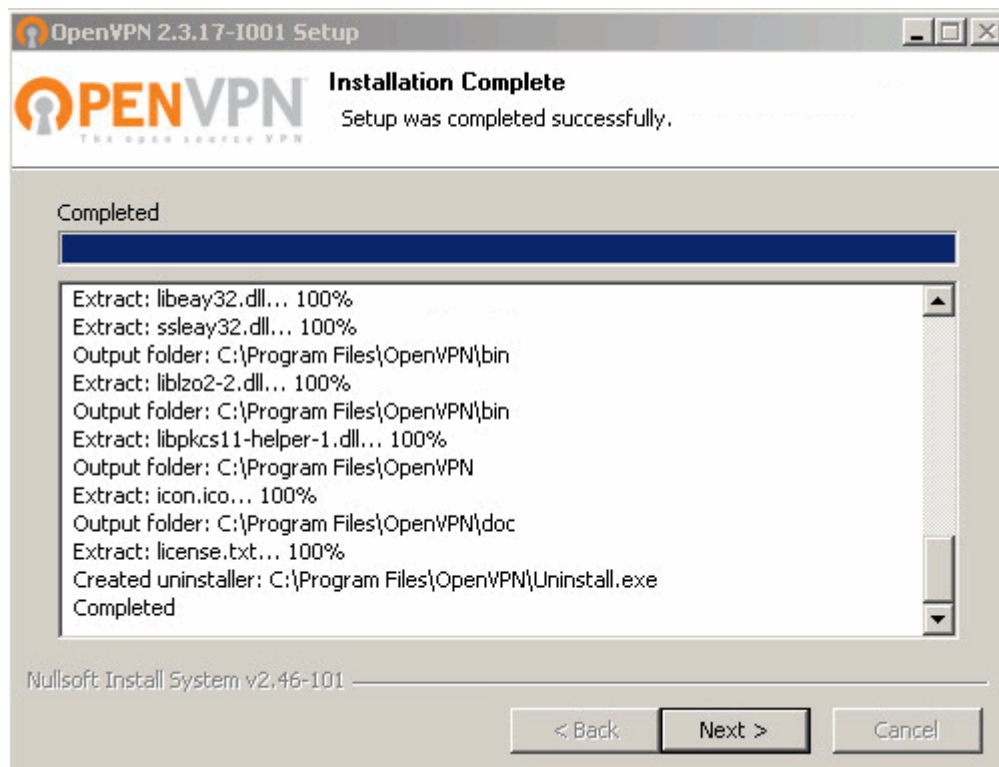 OpenVPN 2.3.17-I001 Setup
OPENVPN
The open source VPN
Installation Complete
Setup was completed successfully.
Completed
Extract: libeay32.dll... 100%
Extract: ssleay32.dll... 100%
Output folder: C:\Program Files\OpenVPN\bin
Extract: liblzo2-2.dll... 100%
Output folder: C:\Program Files\OpenVPN\bin
Extract: libpkcs11-helper-1.dll... 100%
Output folder: C:\Program Files\OpenVPN
Extract: icon.ico... 100%
Output folder: C:\Program Files\OpenVPN\doc
Extract: license.txt... 100%
Created uninstaller: C:\Program Files\OpenVPN\Uninstall.exe
Completed
Nullsoft Install System v2.46-101
< Back
Next >
Cancel